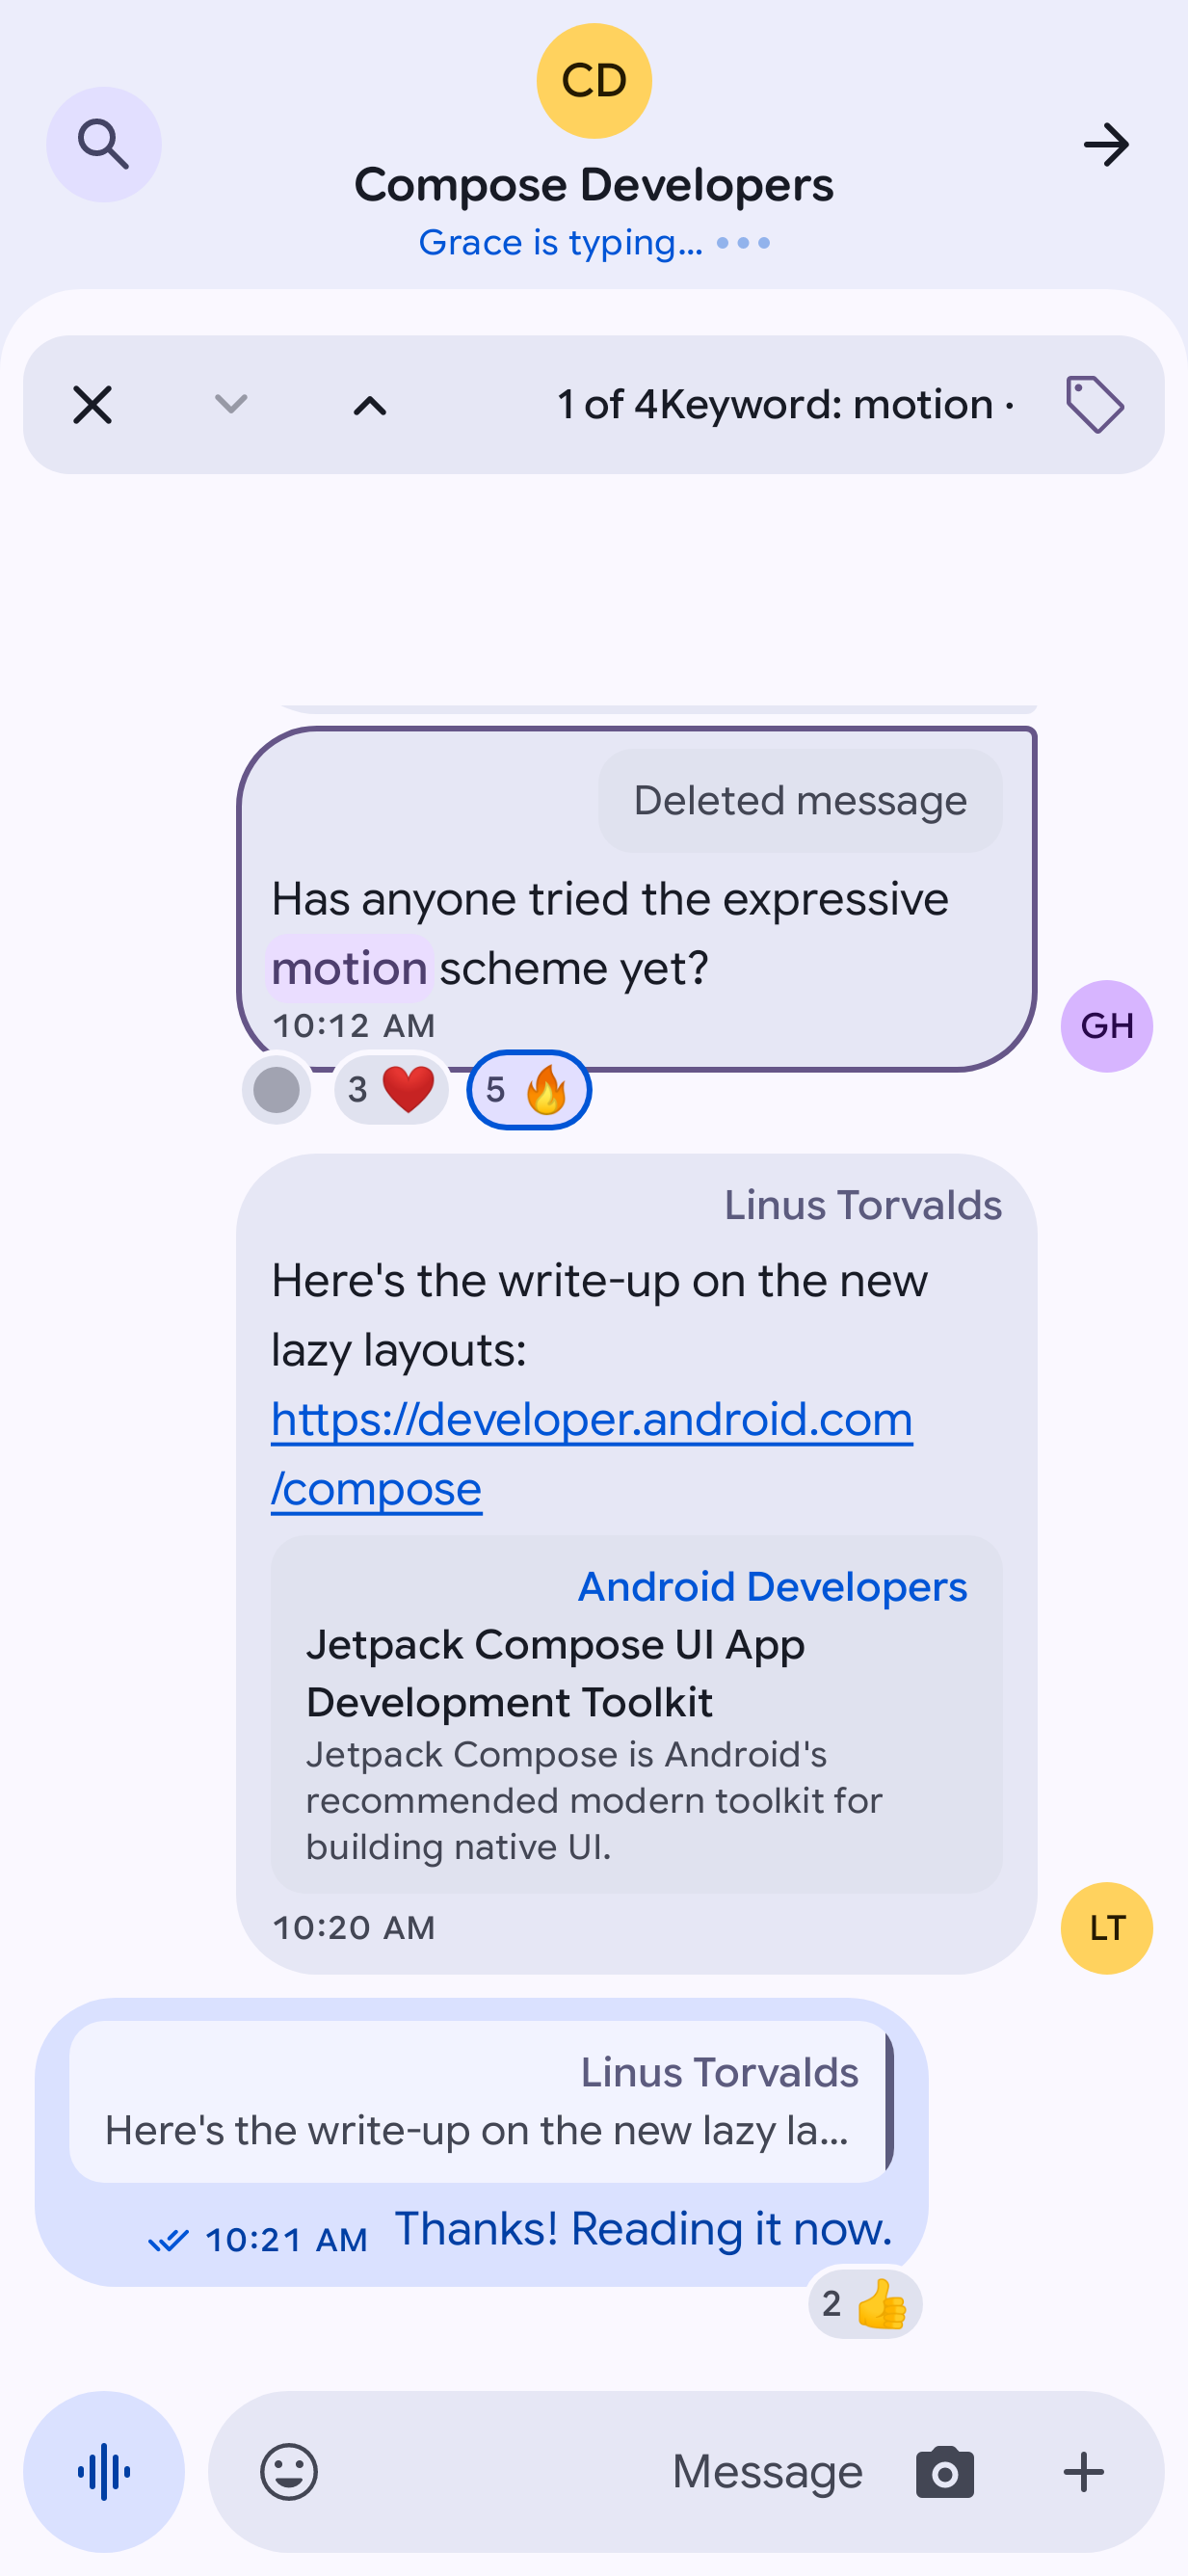 CD
Compose Developers
Grace is typing...
1 of 4Keyword: motion ·
Deleted message
Has anyone tried the expressive
motion scheme yet?
10:12 AM
GH
3 ❤️ 5 🔥
Linus Torvalds
Here's the write-up on the new
lazy layouts:
https://developer.android.com
/compose
Android Developers
Jetpack Compose UI App
Development Toolkit
Jetpack Compose is Android's
recommended modern toolkit for
building native UI.
10:20 AM
LT
Linus Torvalds
Here's the write-up on the new lazy la...
10:21 AM Thanks! Reading it now.
2 👍
Message